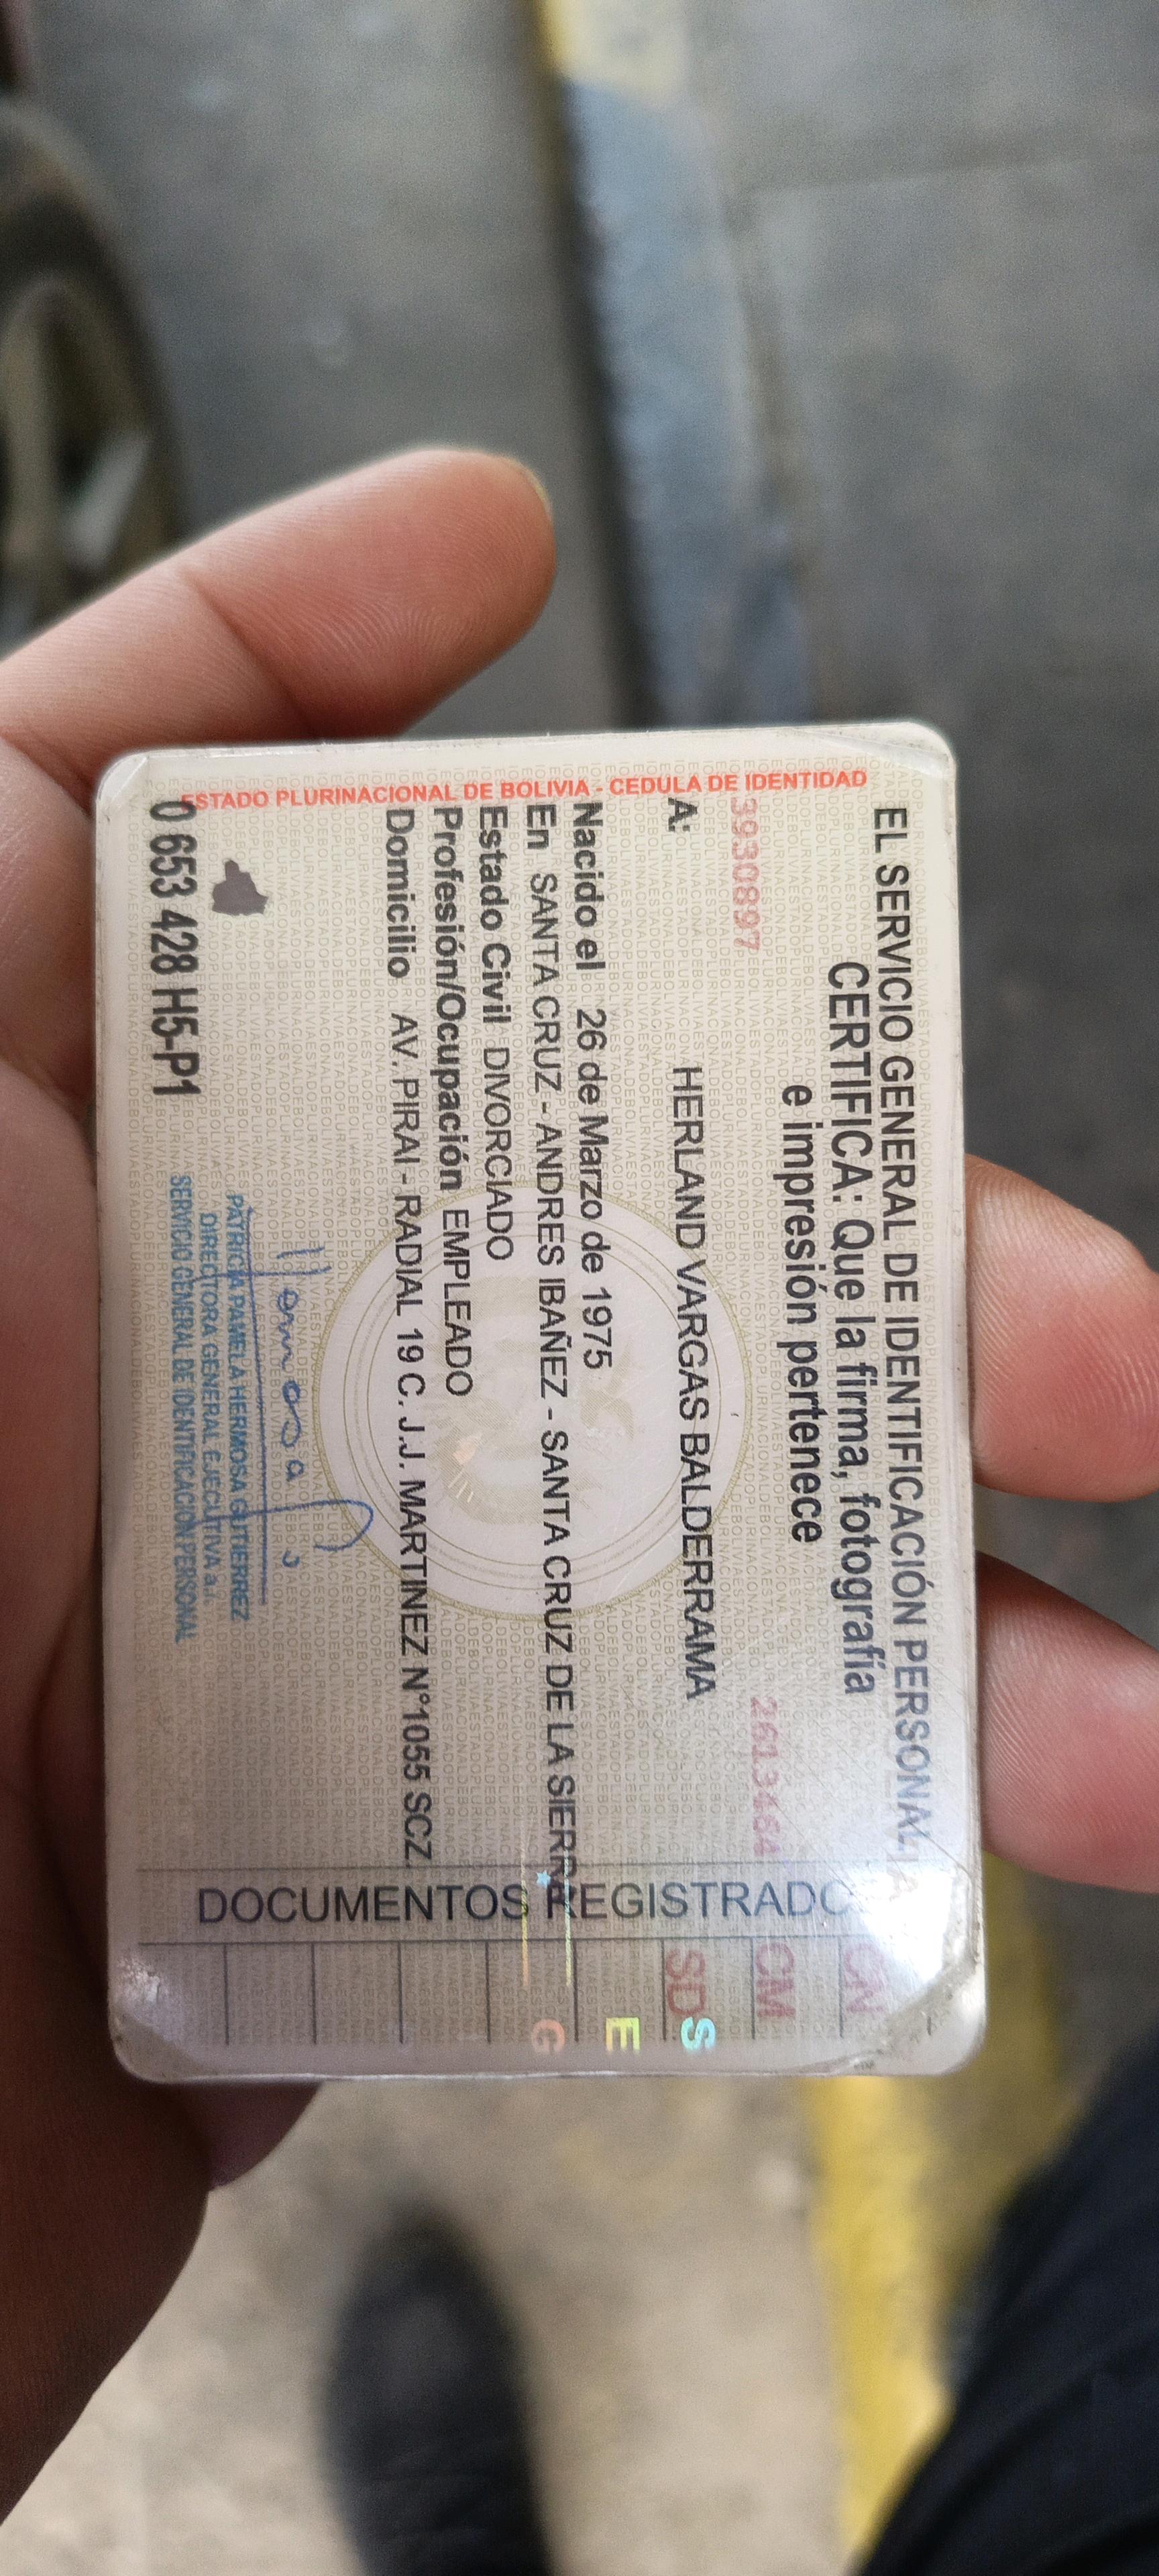 EL SERVICIO GENERAL DE IDENTIFICACIÓN PERSONAL
CERTIFICA: Que la firma, fotografía
e impresión pertenece
3930897 2613464
A: HERLAND VARGAS BALDERRAMA
Nacido el 26 de Marzo de 1975
En SANTA CRUZ - ANDRES IBAÑEZ - SANTA CRUZ DE LA SIERR
Estado Civil DIVORCIADO
Profesión/Ocupación EMPLEADO
Domicilio AV. PIRAI - RADIAL 19 C. J.J. MARTINEZ N°1055 SCZ.
PATRICIA PAMELA HERMOSA GUTIERREZ
DIRECTORA GENERAL EJECUTIVA a.i.
SERVICIO GENERAL DE IDENTIFICACION PERSONAL
0 653 428 H5-P1
ESTADO PLURINACIONAL DE BOLIVIA - CEDULA DE IDENTIDAD
DOCUMENTOS REGISTRADO
CN
CM
SD
S
E
G